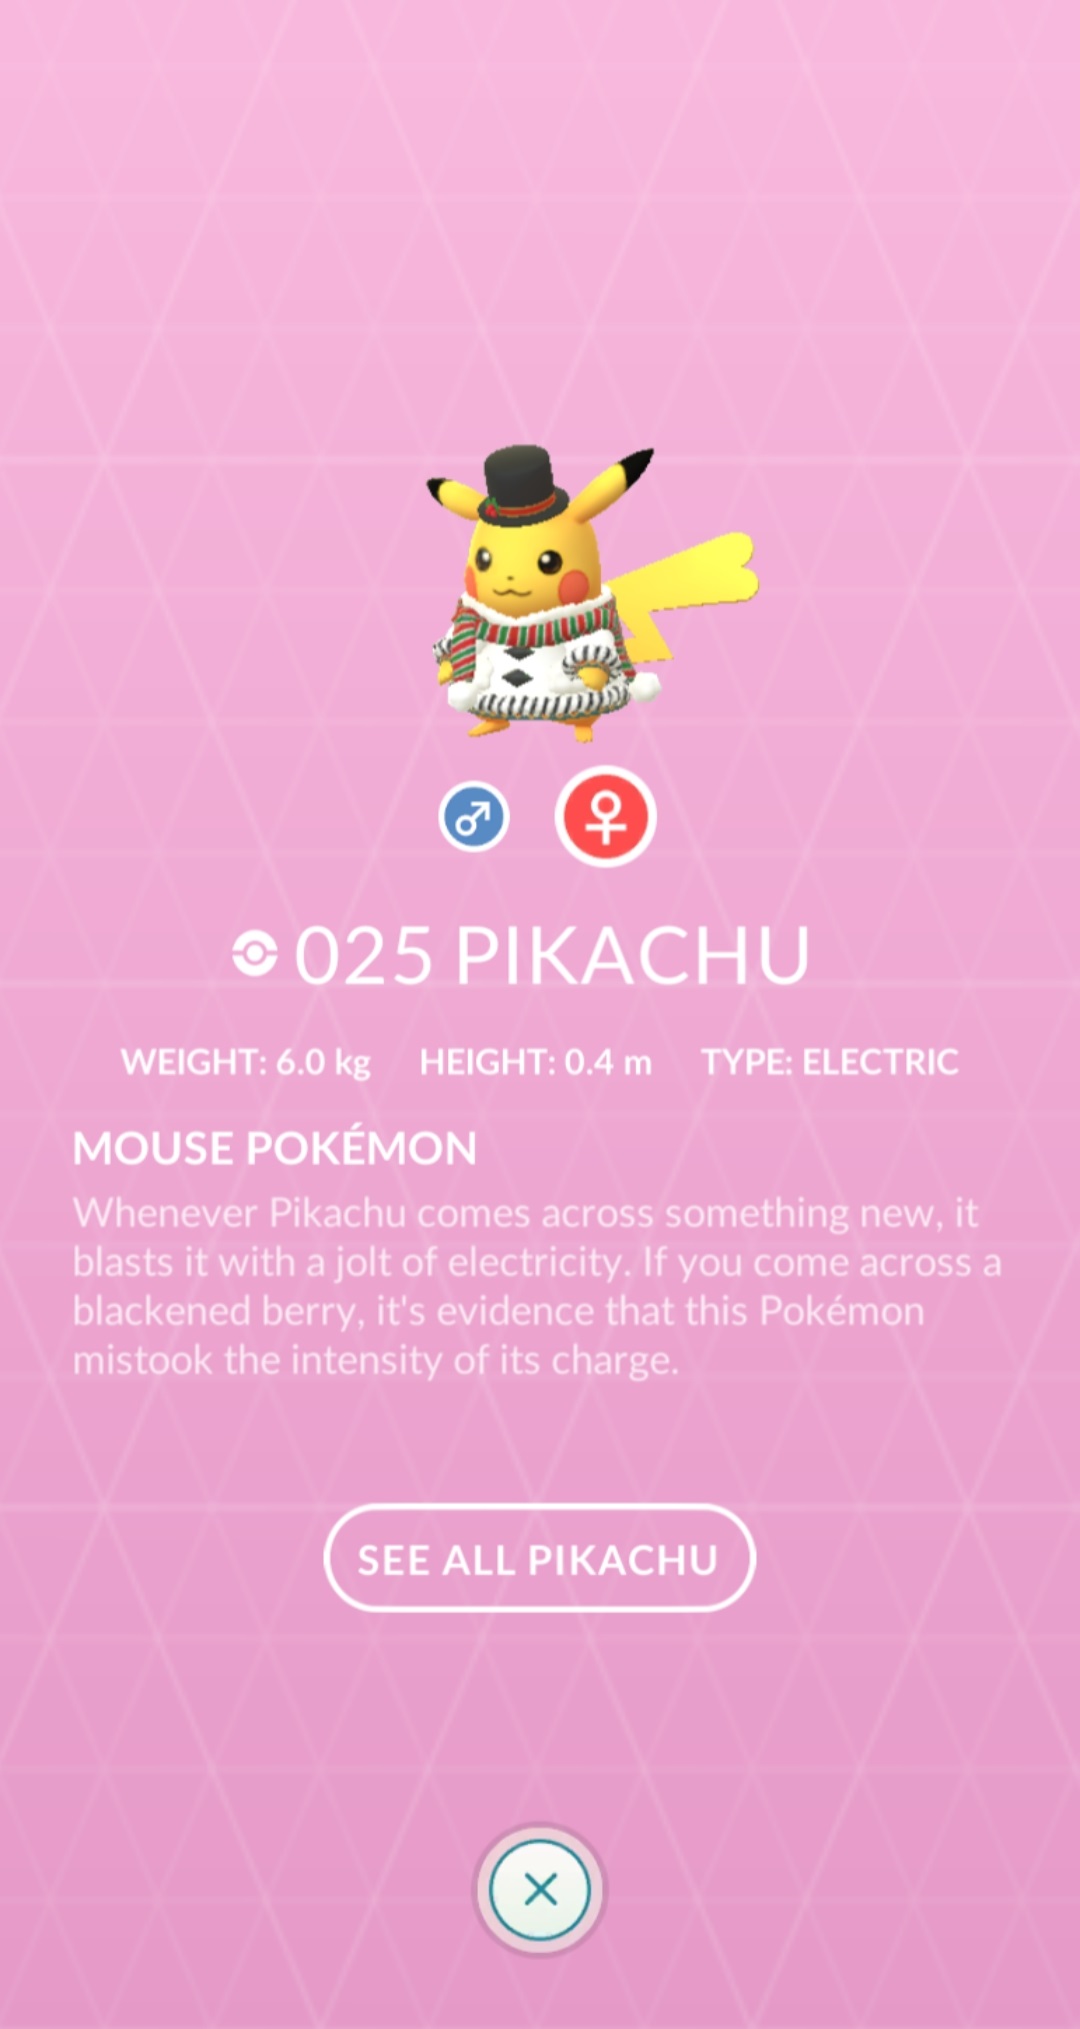 025 PIKACHU
WEIGHT: 6.0 kg HEIGHT: 0.4 m TYPE: ELECTRIC
MOUSE POKÉMON
Whenever Pikachu comes across something new, it
blasts it with a jolt of electricity. If you come across a
blackened berry, it's evidence that this Pokémon
mistook the intensity of its charge.
SEE ALL PIKACHU